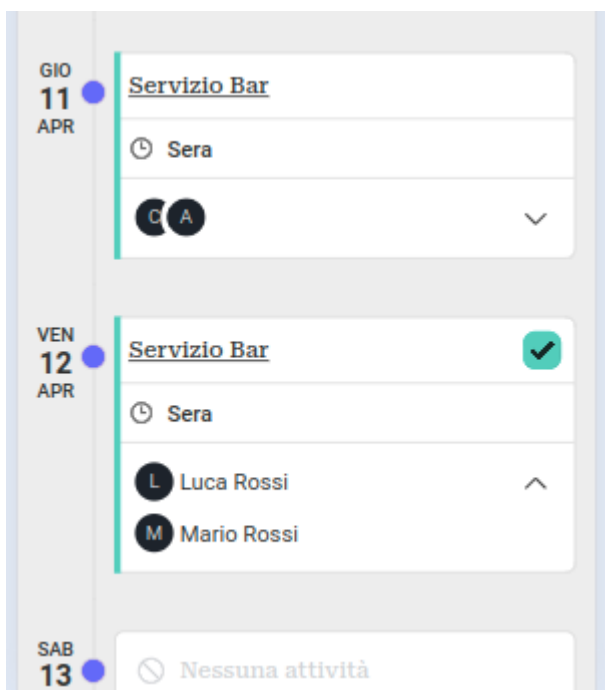 GIO
11
APR
Servizio Bar
Sera
C A
VEN
12
APR
Servizio Bar
Sera
L Luca Rossi
M Mario Rossi
SAB
13
Nessuna attività